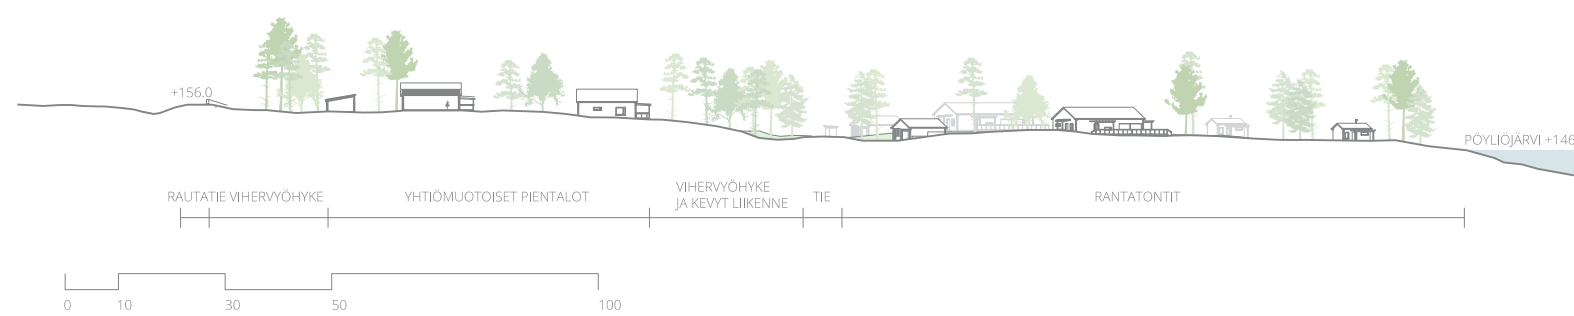 +156.0
PÖYLIÖJÄRVI +146
RAUTATIE VIHERVYÖHYKE
YHTIÖMUOTOISET PIENTALOT
VIHERVYÖHYKE
JA KEVYT LIIKENNE
TIE
RANTATONTIT
0 10 30 50 100